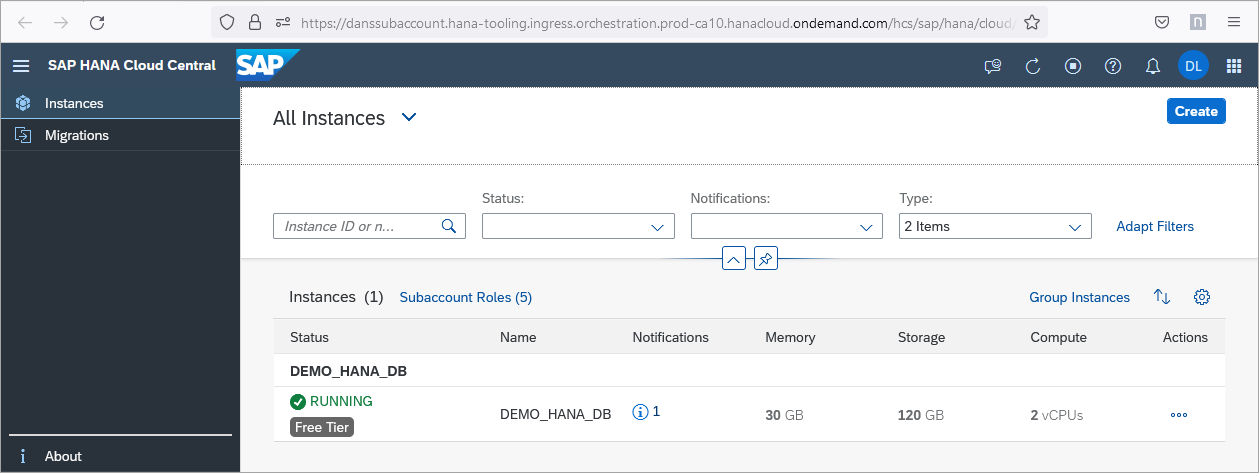 https://danssubaccount.hana-tooling.ingress.orchestration.prod-ca10.hanacloud.ondemand.com/hcs/sap/hana/cloud/
SAP HANA Cloud Central SAP DL
Instances
Migrations
All Instances Create
Status: Notifications: Type:
Instance ID or n... 2 Items Adapt Filters
Instances (1) Subaccount Roles (5) Group Instances
Status Name Notifications Memory Storage Compute Actions
DEMO_HANA_DB
RUNNING
DEMO_HANA_DB 1 30 GB 120 GB 2 vCPUs
Free Tier
About